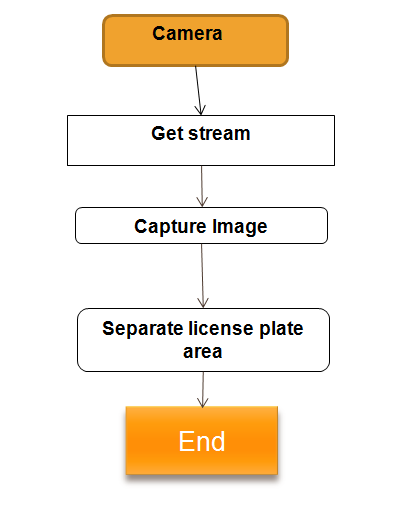 Camera
Get stream
Capture Image
Separate license plate
area
End